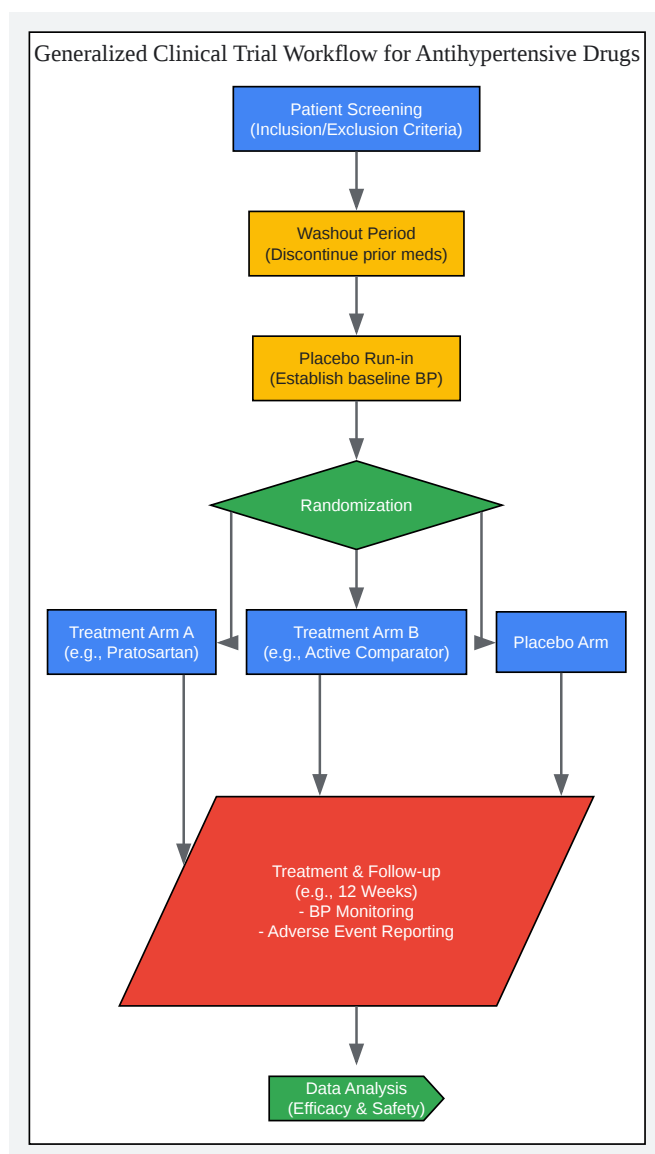 Generalized Clinical Trial Workflow for Antihypertensive Drugs
Patient Screening
(Inclusion/Exclusion Criteria)
Washout Period
(Discontinue prior meds)
Placebo Run-in
(Establish baseline BP)
Randomization
Treatment Arm A
(e.g., Pratosartan)
Treatment Arm B
(e.g., Active Comparator)
Placebo Arm
Treatment & Follow-up
(e.g., 12 Weeks)
- BP Monitoring
- Adverse Event Reporting
Data Analysis
(Efficacy & Safety)